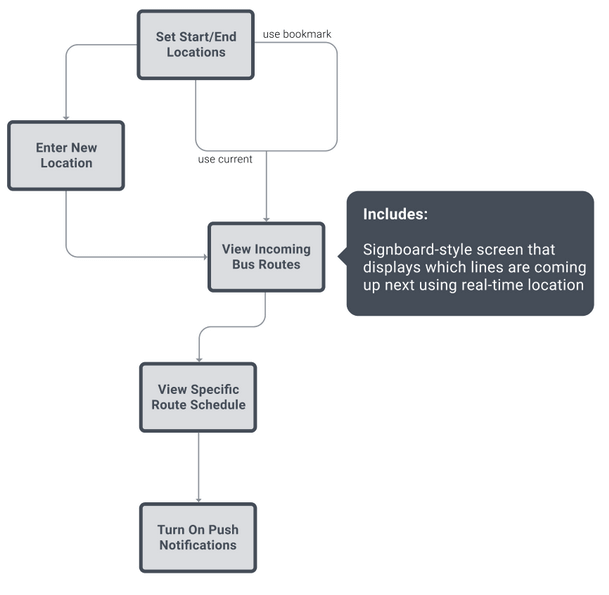 Set Start/End
Locations
use bookmark
Enter New
Location
use current
View Incoming
Bus Routes
Includes:
Signboard-style screen that
displays which lines are coming
up next using real-time location
View Specific
Route Schedule
Turn On Push
Notifications